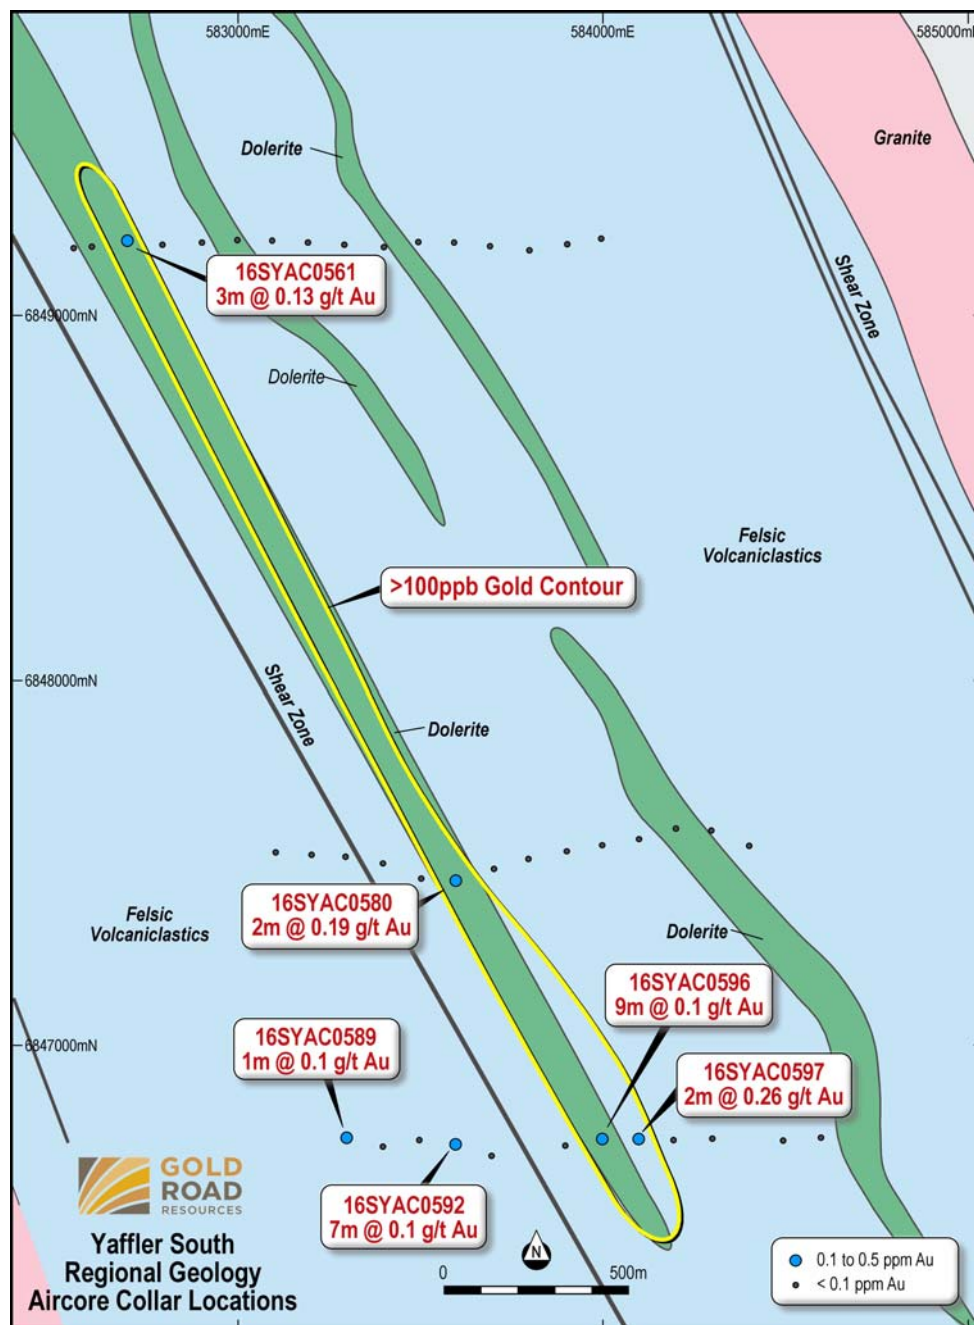 583000mE
584000mE
585000mE
Dolerite
Granite
16SYAC0561
3m @ 0.13 g/t Au
Shear Zone
6849000mN
Dolerite
Felsic
Volcaniclastics
>100ppb Gold Contour
Shear Zone
6848000mN
Dolerite
16SYAC0580
2m @ 0.19 g/t Au
Felsic
Volcaniclastics
Dolerite
16SYAC0596
9m @ 0.1 g/t Au
16SYAC0589
1m @ 0.1 g/t Au
6847000mN
16SYAC0597
2m @ 0.26 g/t Au
GOLD
ROAD
RESOURCES
16SYAC0592
7m @ 0.1 g/t Au
Yaffler South
Regional Geology
Aircore Collar Locations
N
0 500m
0.1 to 0.5 ppm Au
< 0.1 ppm Au